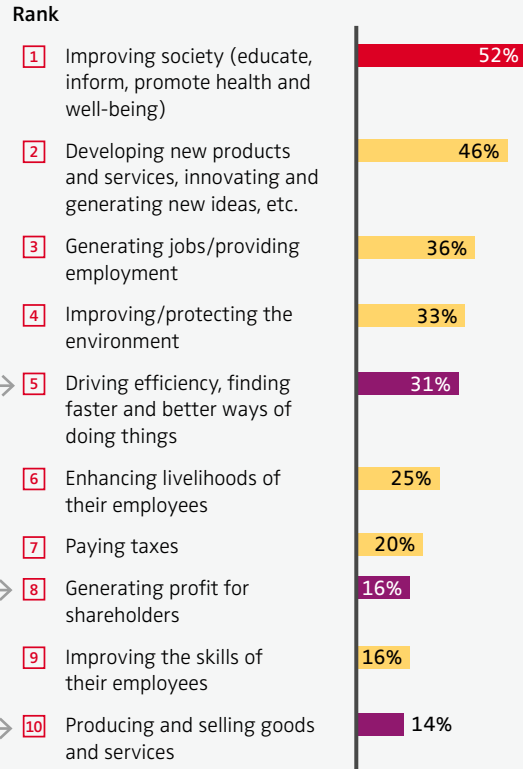 Rank
1 Improving society (educate, 52%
inform, promote health and
well-being)
2 Developing new products 46%
and services, innovating and
generating new ideas, etc.
3 Generating jobs/providing 36%
employment
4 Improving/protecting the 33%
environment
5 Driving efficiency, finding 31%
faster and better ways of
doing things
6 Enhancing livelihoods of 25%
their employees
7 Paying taxes 20%
8 Generating profit for 16%
shareholders
9 Improving the skills of 16%
their employees
10 Producing and selling goods 14%
and services